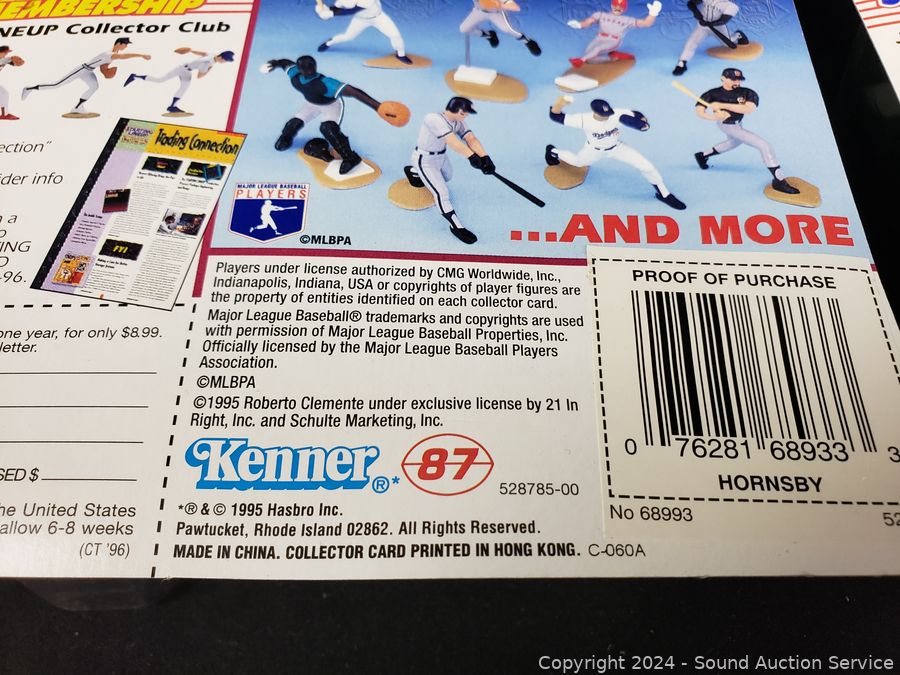 MEMBERSHIP
NEUP Collector Club
ection"
der info
n a
ING
-96.
one year, for only $8.99.
letter.
SED $
he United States
allow 6-8 weeks
(CT '96)
Trading Connection
FYI
MAJOR LEAGUE BASEBALL
PLAYERS
©MLBPA
Dodgers
...AND MORE
Players under license authorized by CMG Worldwide, Inc.,
Indianapolis, Indiana, USA or copyrights of player figures are
the property of entities identified on each collector card.
Major League Baseball® trademarks and copyrights are used
with permission of Major League Baseball Properties, Inc.
Officially licensed by the Major League Baseball Players
Association.
©MLBPA
©1995 Roberto Clemente under exclusive license by 21 In
Right, Inc. and Schulte Marketing, Inc.
Kenner®* 87
528785-00
*® & © 1995 Hasbro Inc.
Pawtucket, Rhode Island 02862. All Rights Reserved.
MADE IN CHINA. COLLECTOR CARD PRINTED IN HONG KONG. C-060A
PROOF OF PURCHASE
0 76281 68933 3
HORNSBY
No 68993
52
Copyright 2024 - Sound Auction Service